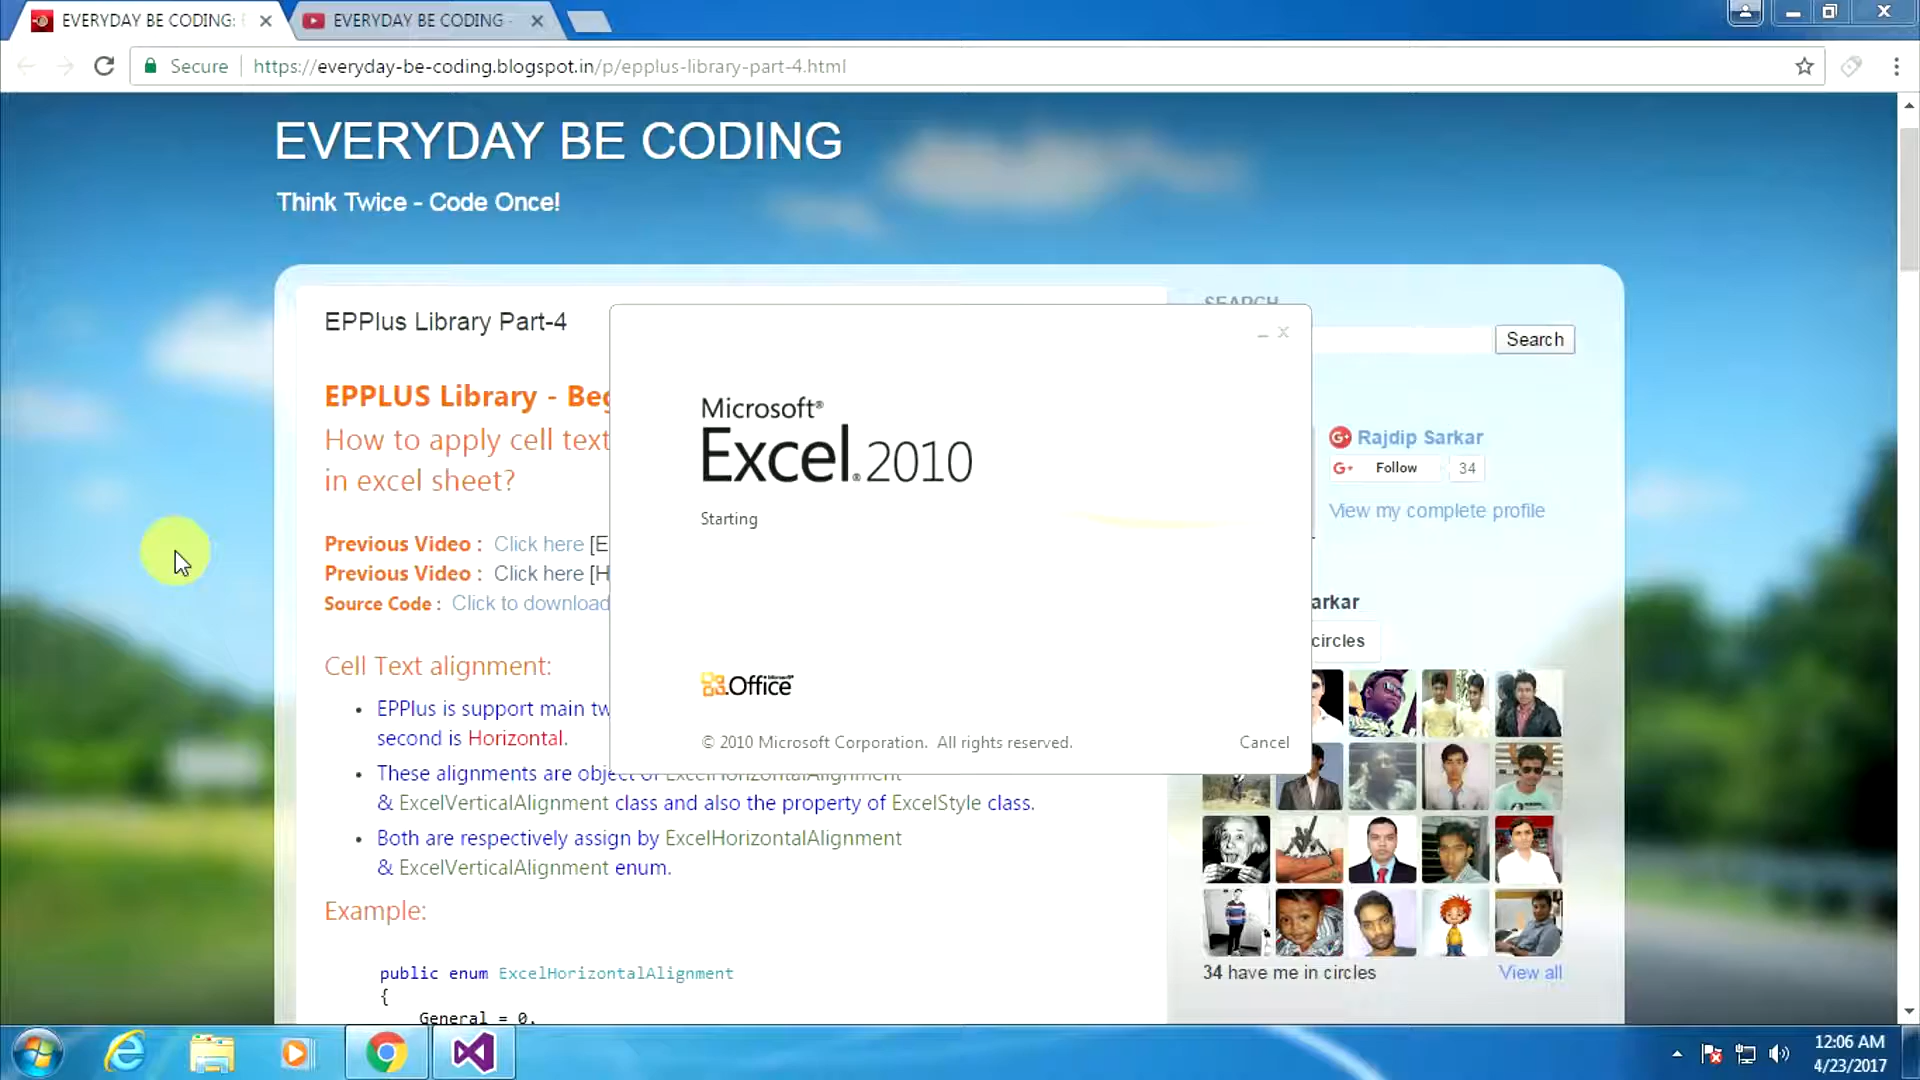 EVERYDAY BE CODING:
EVERYDAY BE CODING -
Secure
https://everyday-be-coding.blogspot.in/p/epplus-library-part-4.html
EVERYDAY BE CODING
Think Twice - Code Once!
EPPlus Library Part-4
SEARCH
Search
EPPLUS Library - Beg
How to apply cell text
in excel sheet?
Microsoft®
Excel® 2010
Starting
Rajdip Sarkar
Follow
34
View my complete profile
Previous Video : Click here [E
Previous Video : Click here [H
Source Code : Click to download
arkar
circles
Cell Text alignment:
EPPlus is support main tw
second is Horizontal.
Office
© 2010 Microsoft Corporation. All rights reserved.
Cancel
These alignments are object of ExcelHorizontalAlignment
& ExcelVerticalAlignment class and also the property of ExcelStyle class.
Both are respectively assign by ExcelHorizontalAlignment
& ExcelVerticalAlignment enum.
Example:
public enum ExcelHorizontalAlignment
{
General = 0,
34 have me in circles
View all
12:06 AM
4/23/2017